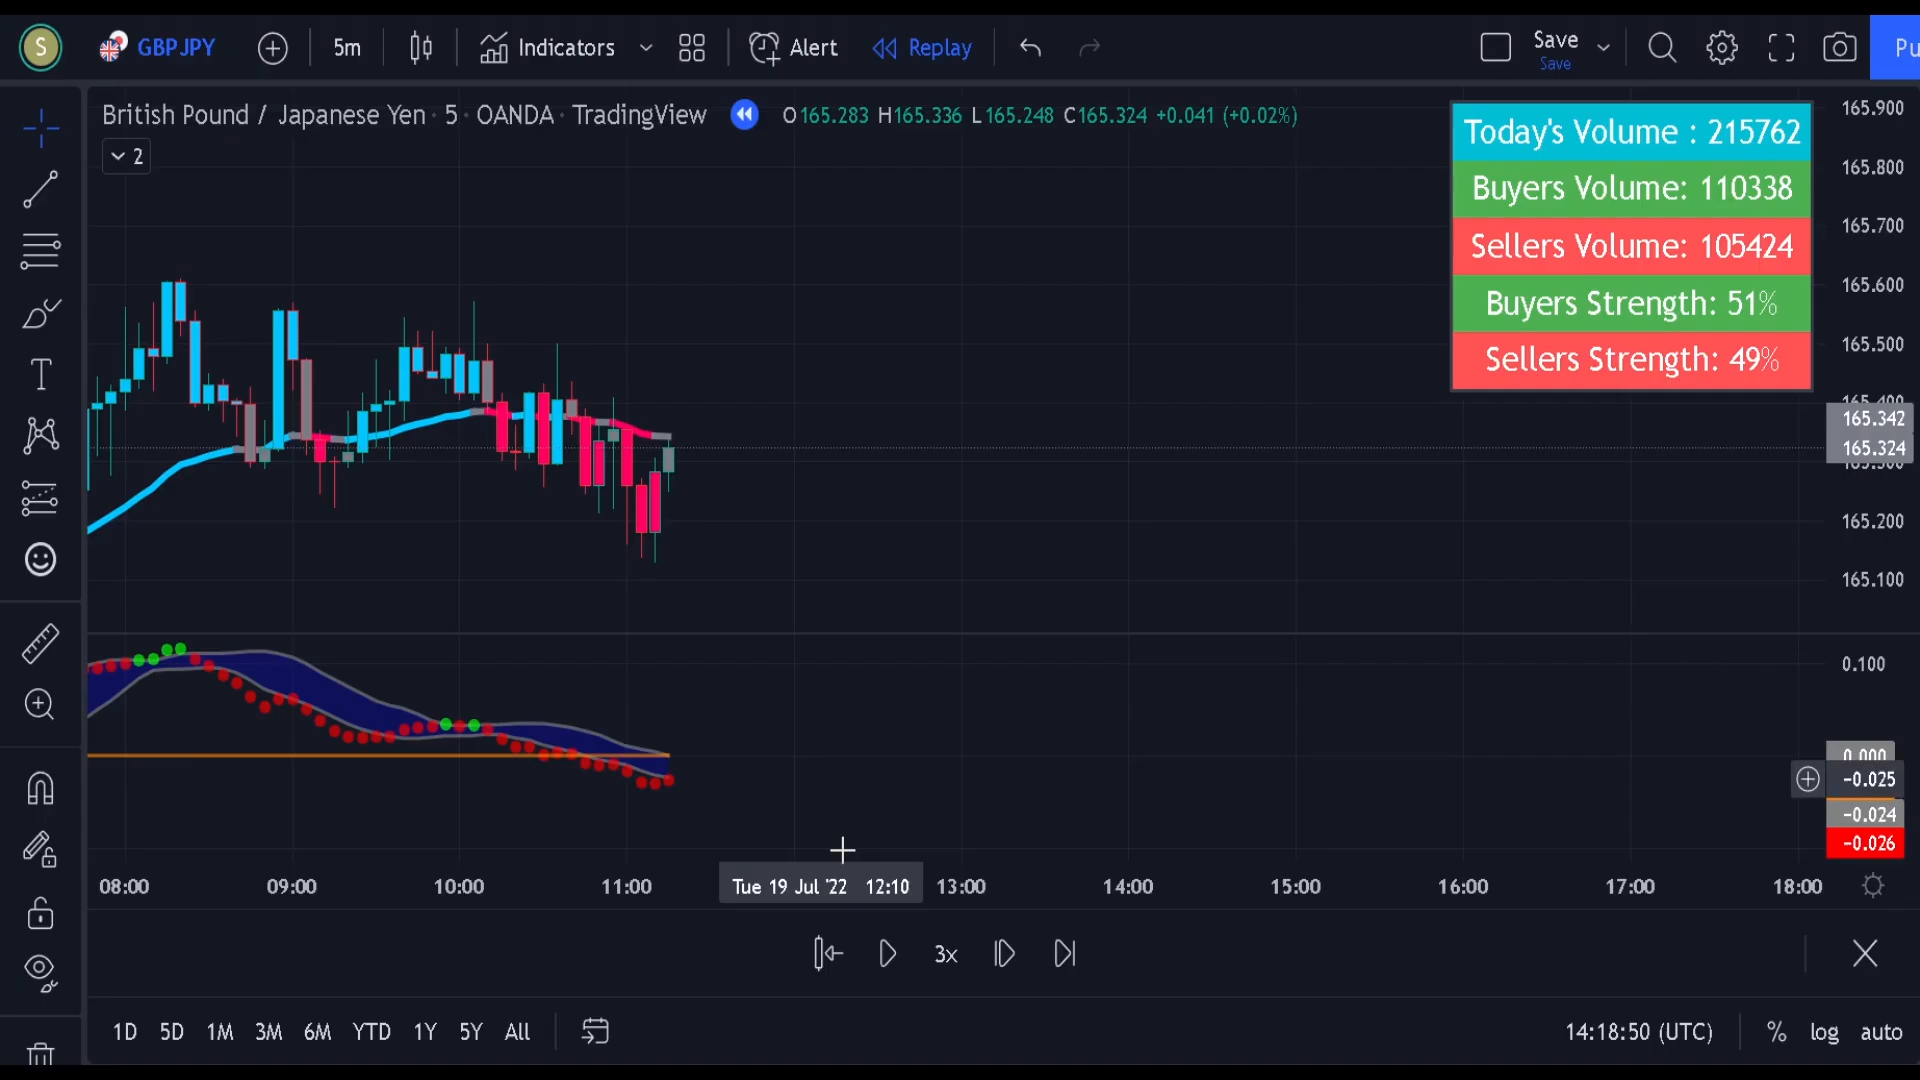 S GBPJPY 5m Indicators Alert Replay Save Pu
Save
British Pound / Japanese Yen · 5 · OANDA · TradingView O165.283 H165.336 L165.248 C165.324 +0.041 (+0.02%)
2
Today's Volume : 215762
Buyers Volume: 110338
Sellers Volume: 105424
Buyers Strength: 51%
Sellers Strength: 49%
165.900
165.800
165.700
165.600
165.500
165.400
165.342
165.324
165.300
165.200
165.100
0.100
0.000
−0.025
−0.024
−0.026
08:00 09:00 10:00 11:00 Tue 19 Jul '22 12:10 13:00 14:00 15:00 16:00 17:00 18:00
3x
1D 5D 1M 3M 6M YTD 1Y 5Y All 14:18:50 (UTC) % log auto